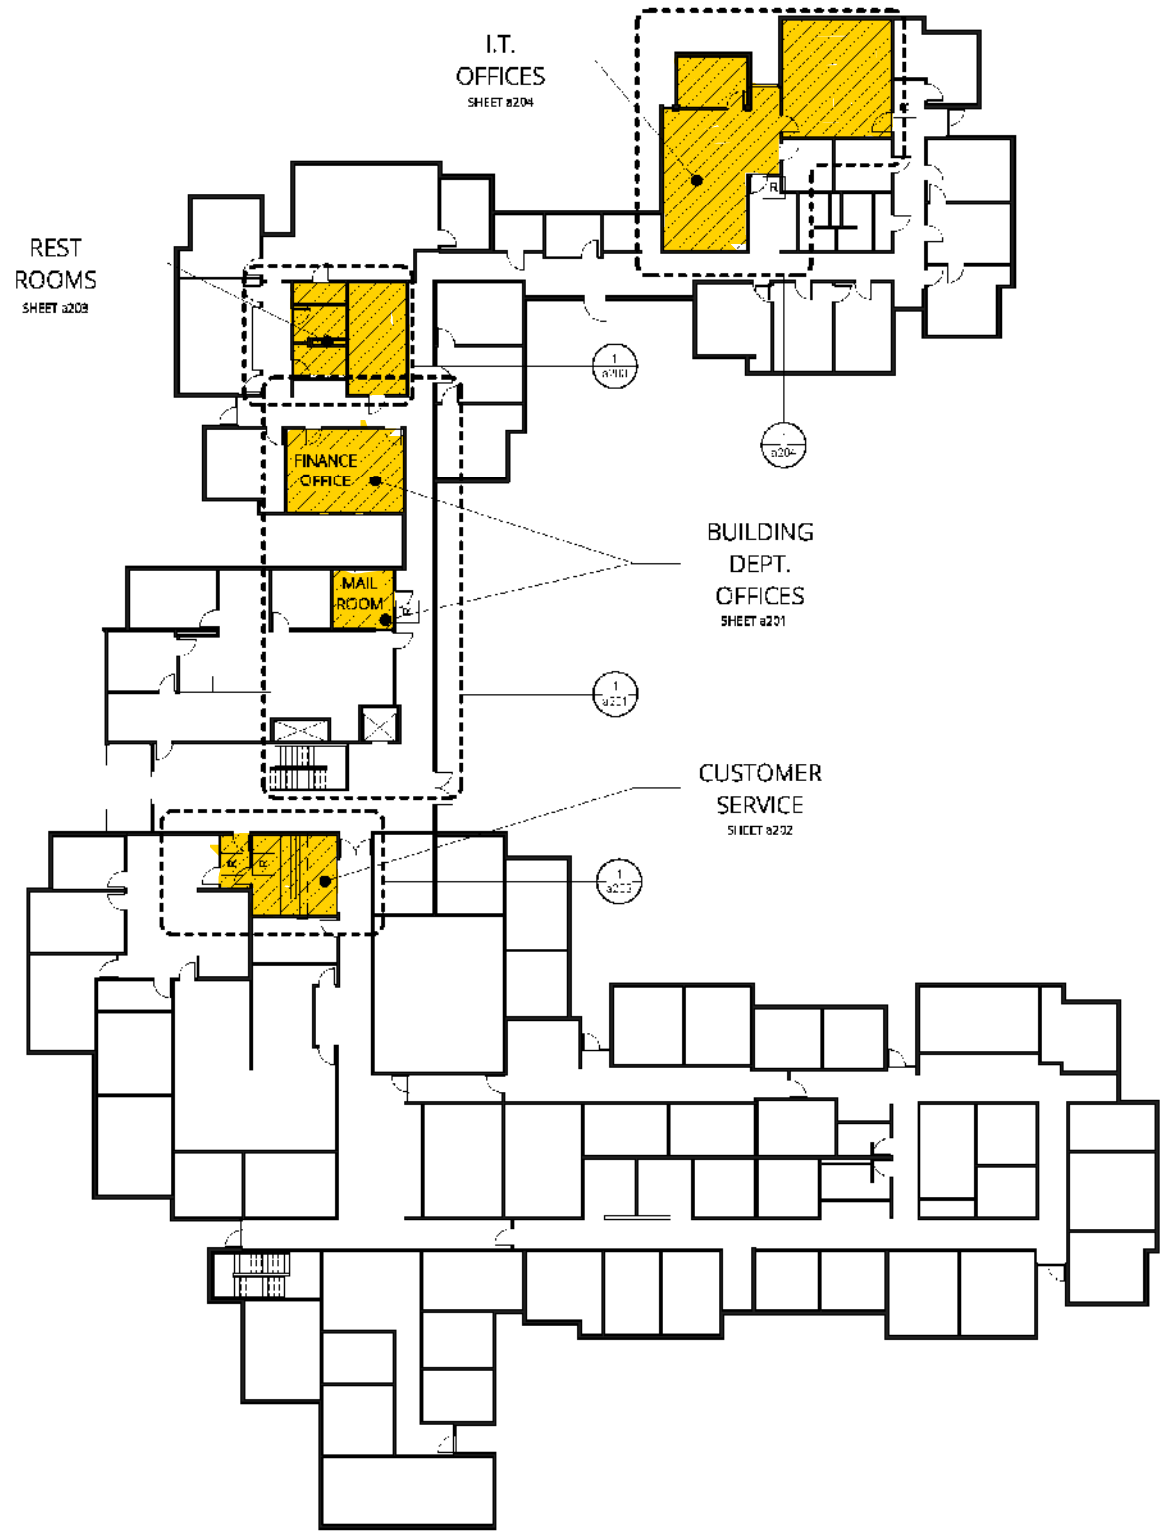 I.T.
OFFICES
SHEET a204
REST
ROOMS
SHEET a203
R
1
a203
1
a204
FINANCE
OFFICE
BUILDING
DEPT.
OFFICES
SHEET a201
MAIL
ROOM
R
1
a201
CUSTOMER
SERVICE
SHEET a202
R
R
1